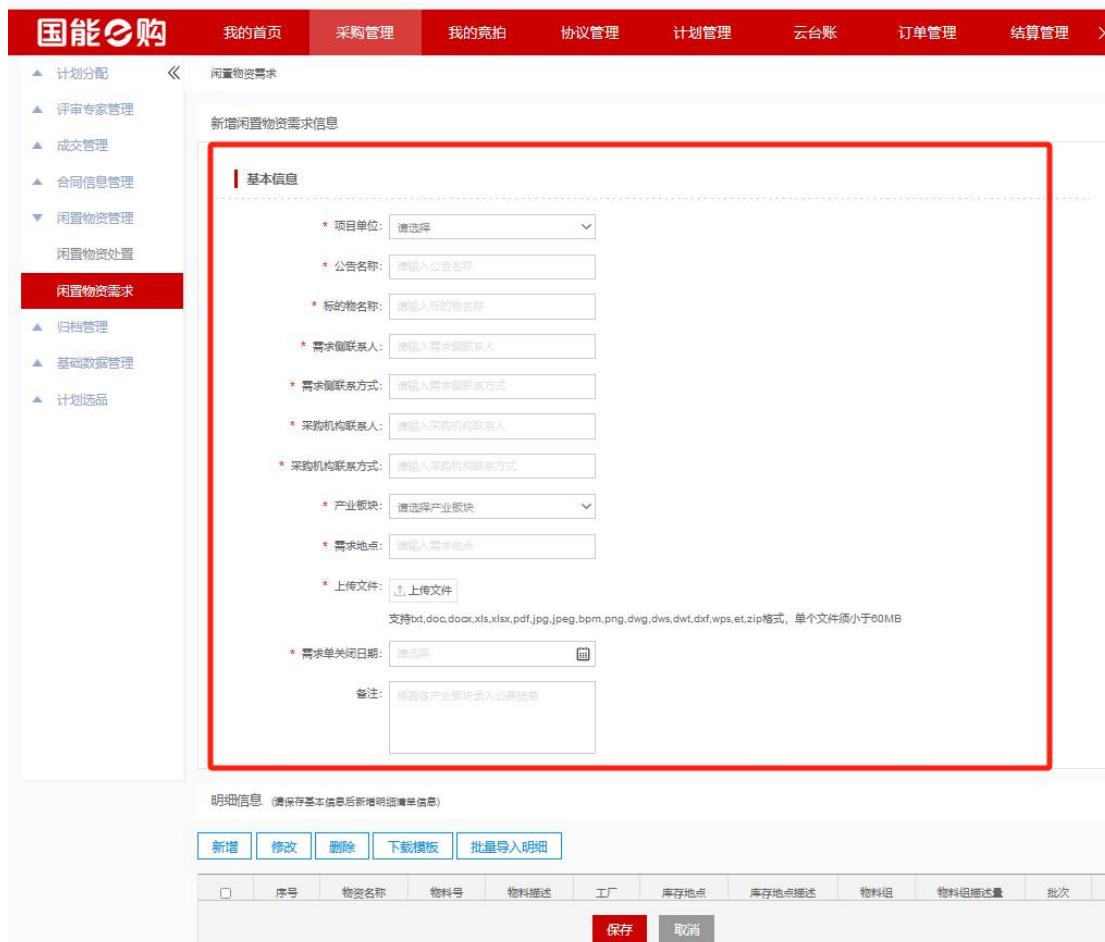 国能e购
我的首页 采购管理 我的竞拍 协议管理 计划管理 云台账 订单管理 结算管理
计划分配
评审专家管理
成交管理
合同信息管理
闲置物资管理
闲置物资处置
闲置物资需求
归档管理
基础数据管理
计划选品
闲置物资需求
新增闲置物资需求信息
基本信息
* 项目单位: 请选择
* 公告名称: 请输入公告名称
* 标的物名称: 请输入标的物名称
* 需求侧联系人: 请输入需求侧联系人
* 需求侧联系方式: 请输入需求侧联系方式
* 采购机构联系人: 请输入采购机构联系人
* 采购机构联系方式: 请输入采购机构联系方式
* 产业板块: 请选择产业板块
* 需求地点: 请输入需求地点
* 上传文件: 上传文件
支持txt,doc,docx,xls,xlsx,pdf,jpg,jpeg,bpm,png,dwg,dws,dwt,dxf,wps,et,zip格式，单个文件须小于60MB
* 需求单关闭日期: 请选择
备注: 根据各产业板块录入必要信息
明细信息 (请保存基本信息后新增明细清单信息)
新增 修改 删除 下载模板 批量导入明细
序号 物资名称 物料号 物料描述 工厂 库存地点 库存地点描述 物料组 物料组描述量 批次
保存 取消